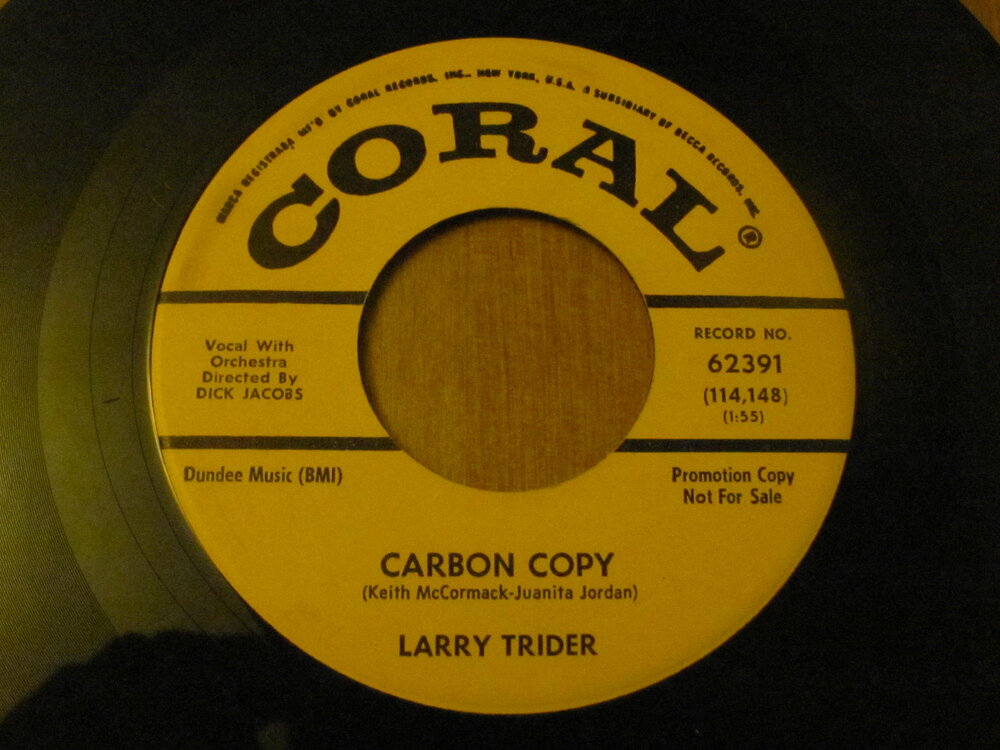 MARCA REGISTRADA MF'D BY CORAL RECORDS, INC., NEW YORK, U.S.A. A SUBSIDIARY OF DECCA RECORDS, INC.
CORAL®
Vocal With
Orchestra
Directed By
DICK JACOBS
RECORD NO.
62391
(114,148)
(1:55)
Dundee Music (BMI)
Promotion Copy
Not For Sale
CARBON COPY
(Keith McCormack-Juanita Jordan)
LARRY TRIDER